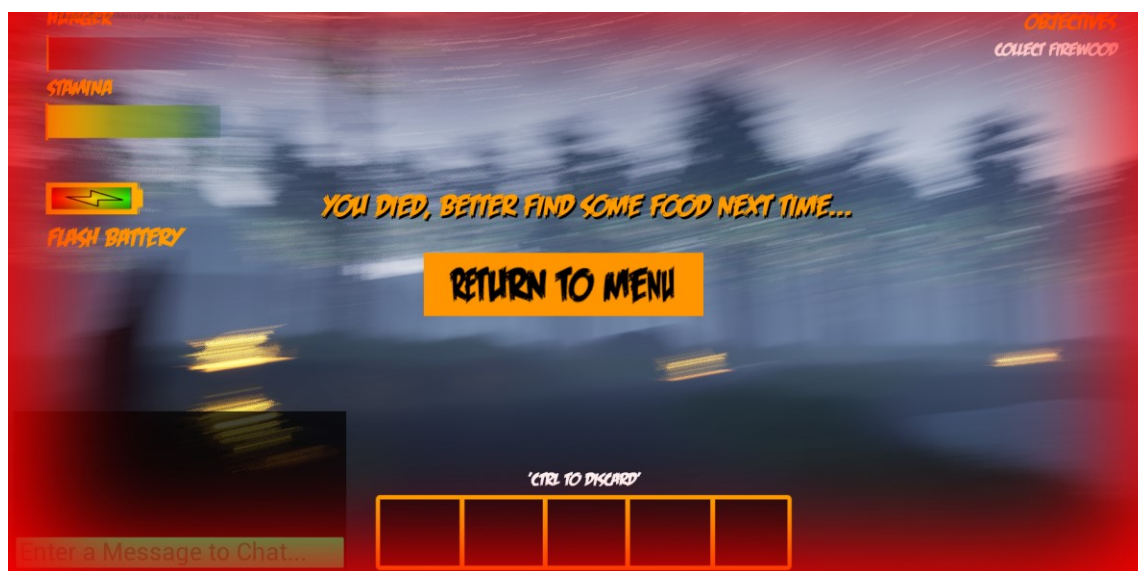 HUNGER
STAMINA
FLASH BATTERY
OBJECTIVES
COLLECT FIREWOOD
YOU DIED, BETTER FIND SOME FOOD NEXT TIME...
RETURN TO MENU
'CTRL TO DISCARD'
Enter a Message to Chat...